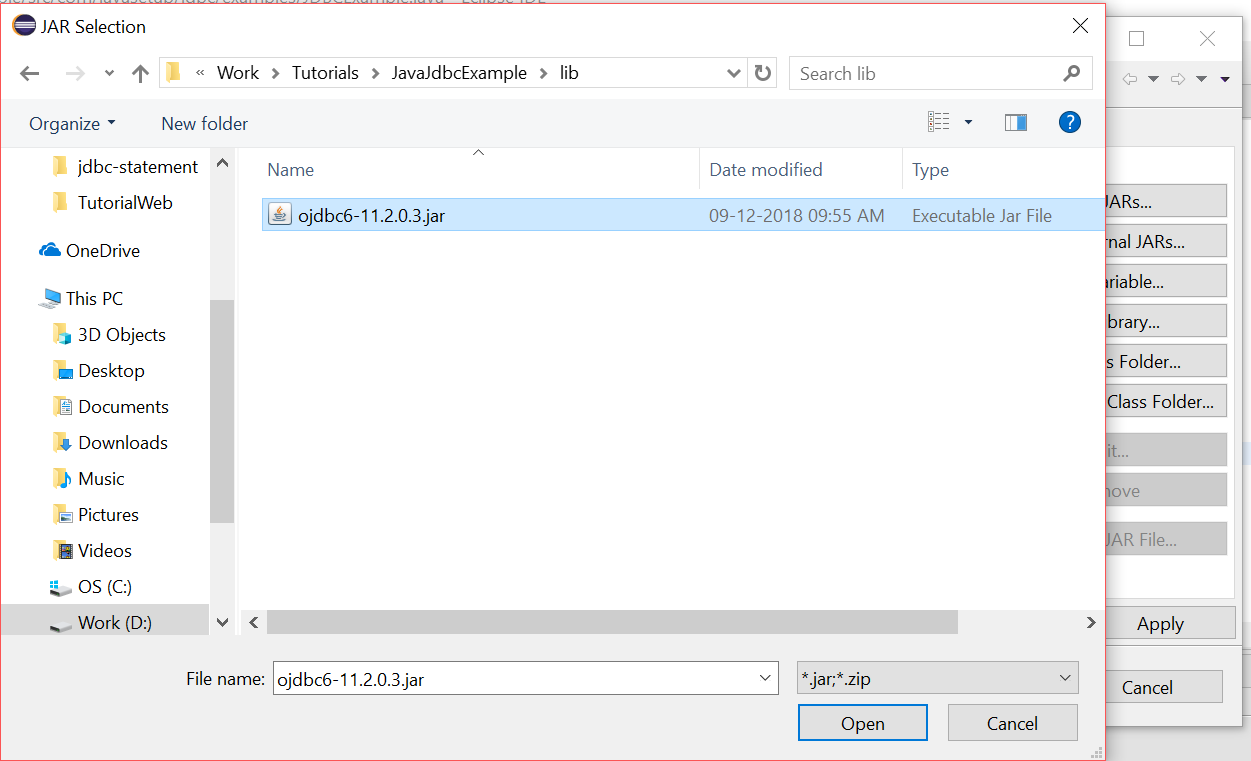 JAR Selection
« Work > Tutorials > JavaJdbcExample > lib
Search lib
Organize
New folder
?
jdbc-statement
TutorialWeb
OneDrive
This PC
3D Objects
Desktop
Documents
Downloads
Music
Pictures
Videos
OS (C:)
Work (D:)
Name
Date modified
Type
ojdbc6-11.2.0.3.jar
09-12-2018 09:55 AM
Executable Jar File
File name:
ojdbc6-11.2.0.3.jar
*.jar;*.zip
Open
Cancel
JARs...
rnal JARs...
ariable...
ibrary...
s Folder...
Class Folder...
it...
nove
JAR File...
Apply
Cancel